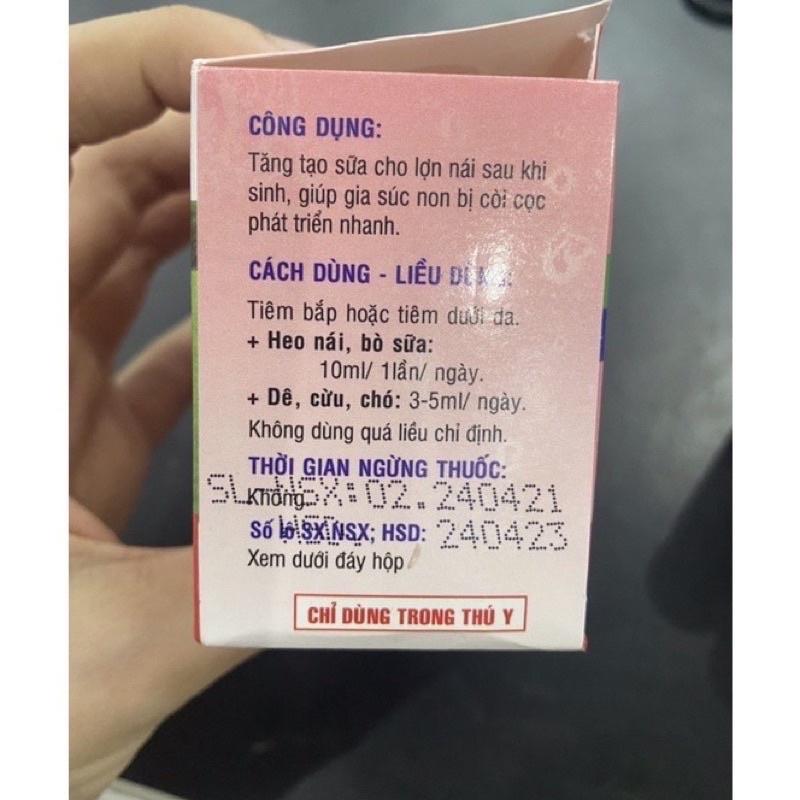 CÔNG DỤNG:
Tăng tạo sữa cho lợn nái sau khi
sinh, giúp gia súc non bị còi cọc
phát triển nhanh.
CÁCH DÙNG - LIỀU DÙNG:
Tiêm bắp hoặc tiêm dưới da.
+ Heo nái, bò sữa:
10ml/ 1lần/ ngày.
+ Dê, cừu, chó: 3-5ml/ ngày.
Không dùng quá liều chỉ định.
THỜI GIAN NGỪNG THUỐC:
SL-NSX:02.240421
Không.
Số lô SX NSX; HSD:
HSD: 240423
Xem dưới đáy hộp
CHỈ DÙNG TRONG THÚ Y